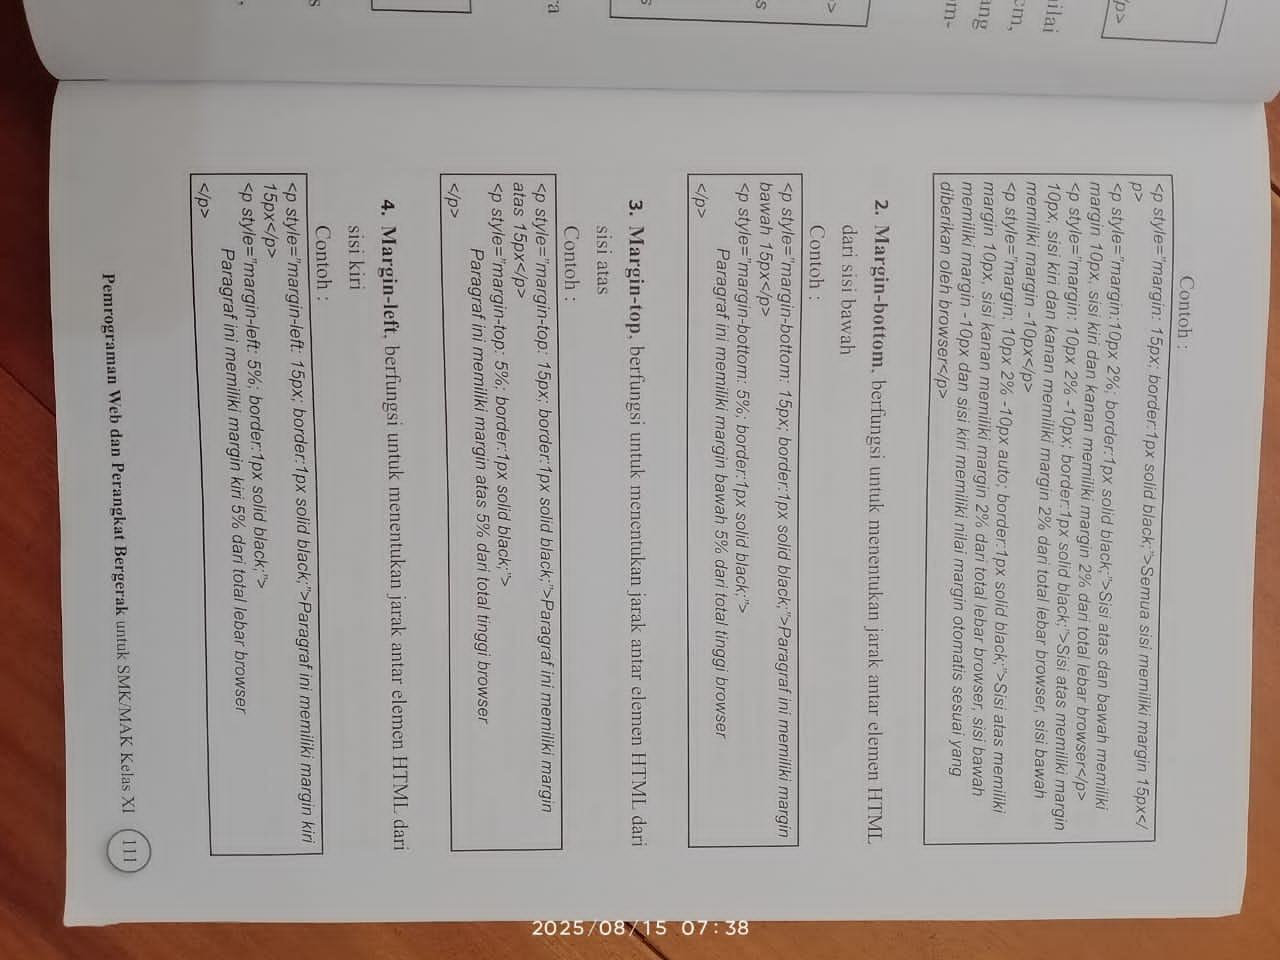 Contoh :
<p style="margin: 15px; border:1px solid black;">Semua sisi memiliki margin 15px</
p>
<p style="margin:10px 2%; border:1px solid black;">Sisi atas dan bawah memiliki
margin 10px, sisi kiri dan kanan memiliki margin 2% dari total lebar browser</p>
<p style="margin: 10px 2% -10px; border:1px solid black;">Sisi atas memiliki margin
10px, sisi kiri dan kanan memiliki margin 2% dari total lebar browser, sisi bawah
memiliki margin -10px</p>
<p style="margin: 10px 2% -10px auto; border:1px solid black;">Sisi atas memiliki
margin 10px, sisi kanan memiliki margin 2% dari total lebar browser, sisi bawah
memiliki margin -10px dan sisi kiri memiliki nilai margin otomatis sesuai yang
diberikan oleh browser</p>
2. Margin-bottom, berfungsi untuk menentukan jarak antar elemen HTML
dari sisi bawah
Contoh :
<p style="margin-bottom: 15px; border:1px solid black;">Paragraf ini memiliki margin
bawah 15px</p>
<p style="margin-bottom: 5%; border:1px solid black;">
Paragraf ini memiliki margin bawah 5% dari total tinggi browser
</p>
3. Margin-top, berfungsi untuk menentukan jarak antar elemen HTML dari
sisi atas
Contoh :
<p style="margin-top: 15px; border:1px solid black;">Paragraf ini memiliki margin
atas 15px</p>
<p style="margin-top: 5%; border:1px solid black;">
Paragraf ini memiliki margin atas 5% dari total tinggi browser
</p>
4. Margin-left, berfungsi untuk menentukan jarak antar elemen HTML dari
sisi kiri
Contoh :
<p style="margin-left: 15px; border:1px solid black;">Paragraf ini memiliki margin kiri
15px</p>
<p style="margin-left: 5%; border:1px solid black;">
Paragraf ini memiliki margin kiri 5% dari total lebar browser
</p>
Pemrograman Web dan Perangkat Bergerak untuk SMK/MAK Kelas XI 111
2025/08/15 07:38